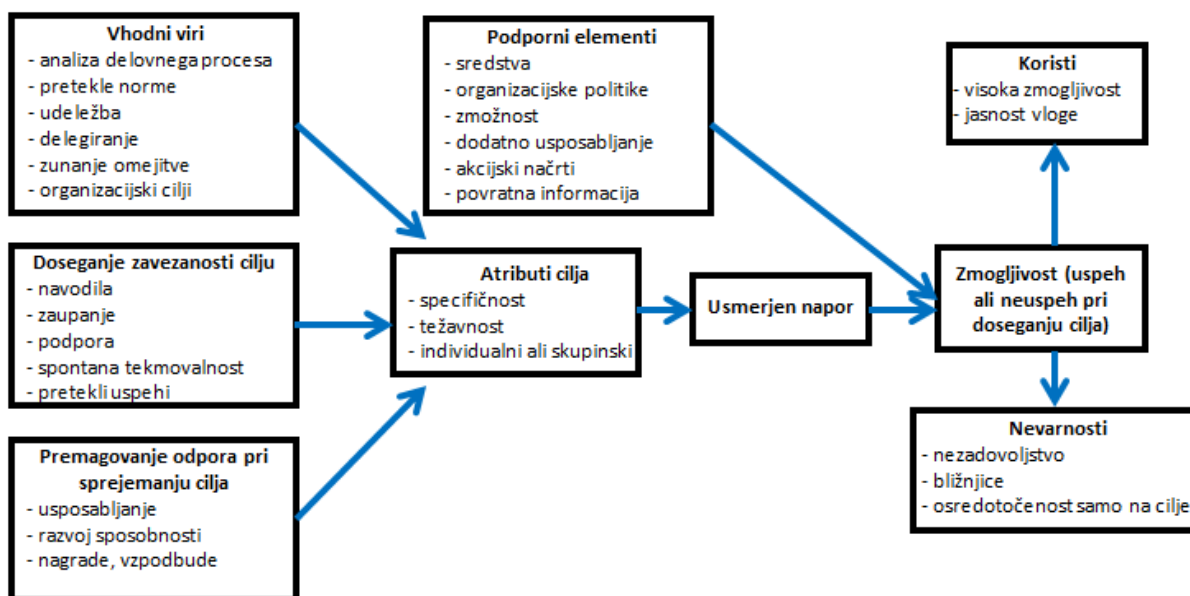 Vhodni viri
- analiza delovnega procesa
- pretekle norme
- udeležba
- delegiranje
- zunanje omejitve
- organizacijski cilji
Podporni elementi
- sredstva
- organizacijske politike
- zmožnost
- dodatno usposabljanje
- akcijski načrti
- povratna informacija
Koristi
- visoka zmogljivost
- jasnost vloge
Doseganje zavezanosti cilju
- navodila
- zaupanje
- podpora
- spontana tekmovalnost
- pretekli uspehi
Atributi cilja
- specifičnost
- težavnost
- individualni ali skupinski
Usmerjen napor
Zmogljivost (uspeh
ali neuspeh pri
doseganju cilja)
Premagovanje odpora pri
sprejemanju cilja
- usposabljanje
- razvoj sposobnosti
- nagrade, vzpodbude
Nevarnosti
- nezadovoljstvo
- bližnjice
- osredotočenost samo na cilje